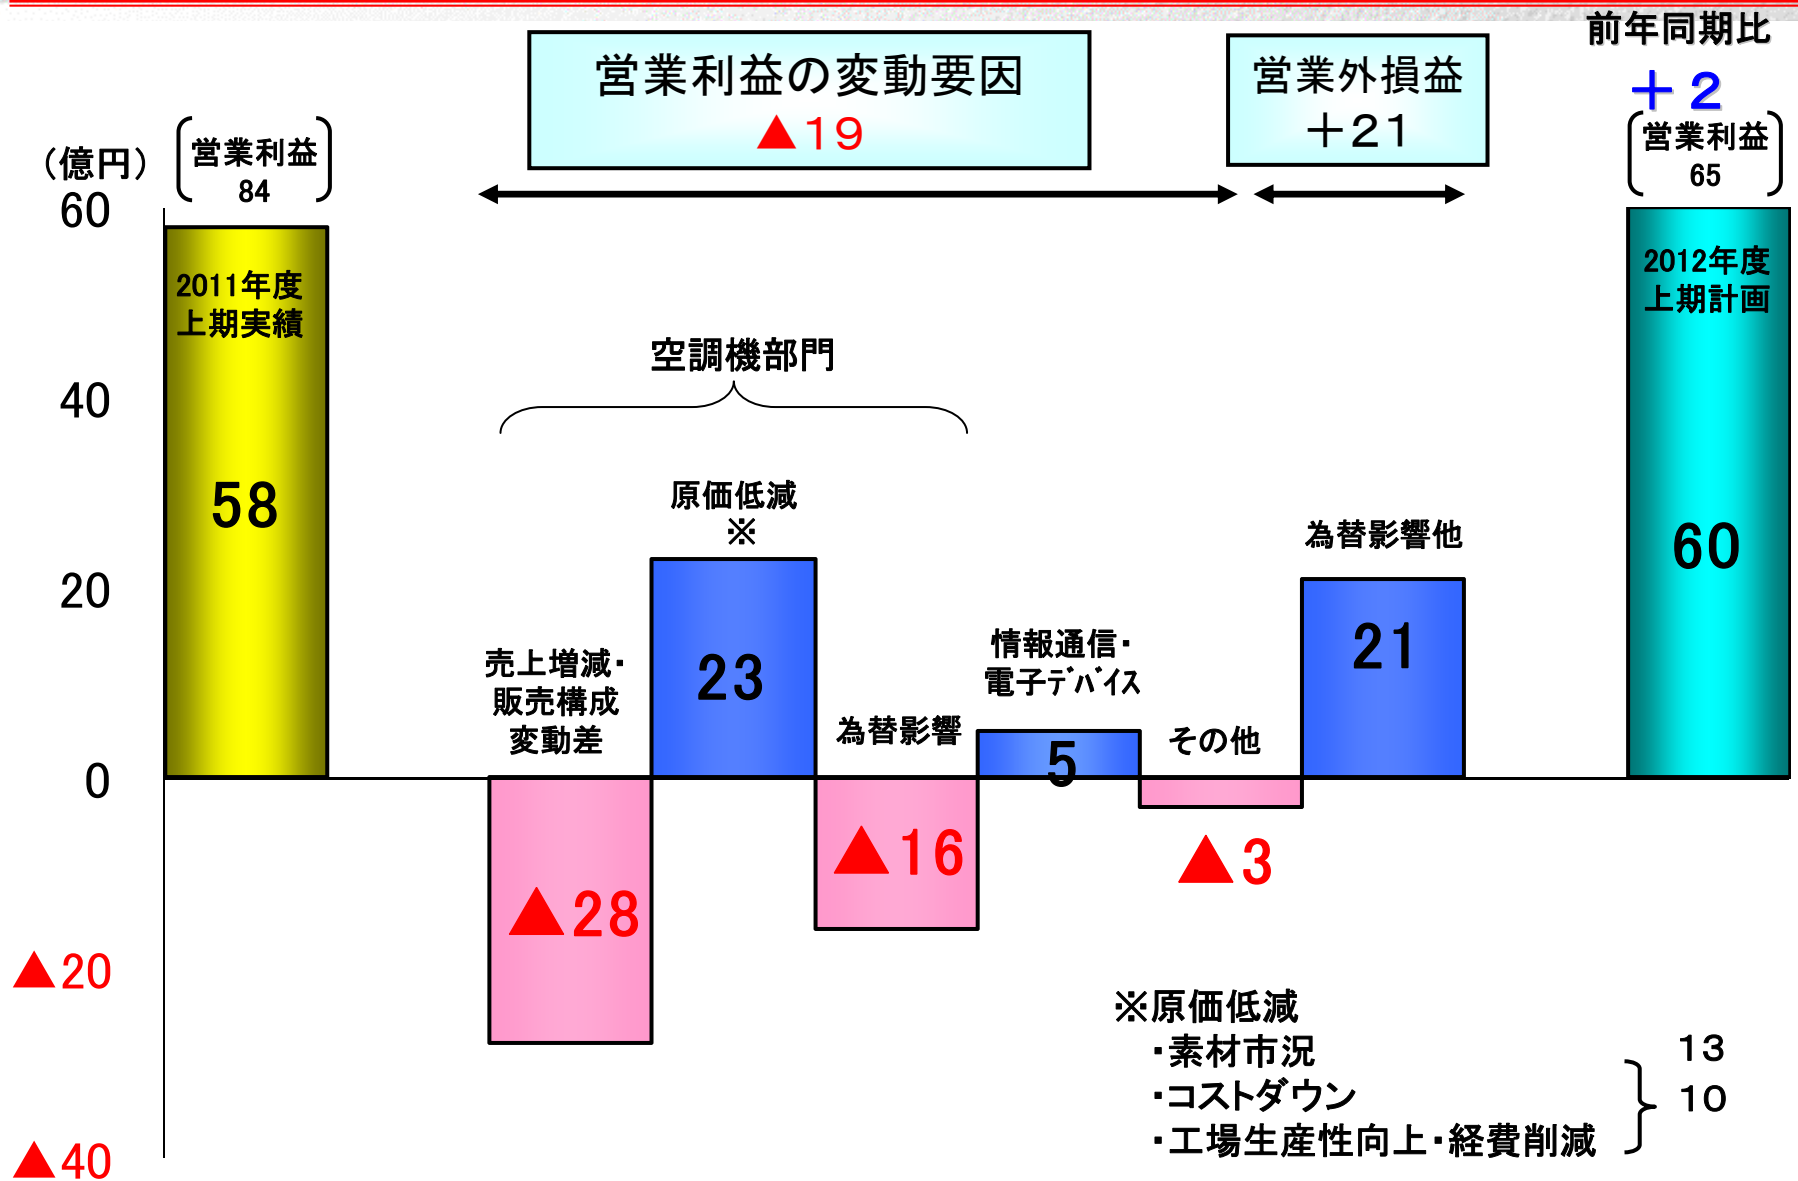 前年同期比
＋２
営業利益の変動要因
▲19
営業外損益
＋21
（億円）
営業利益
84
営業利益
65
60
40
20
0
▲20
▲40
2011年度
上期実績
58
空調機部門
売上増減・
販売構成
変動差
▲28
原価低減
※
23
為替影響
▲16
情報通信・
電子ﾃﾞﾊﾞｲｽ
5
その他
▲3
為替影響他
21
2012年度
上期計画
60
※原価低減
・素材市況 13
・コストダウン 10
・工場生産性向上・経費削減